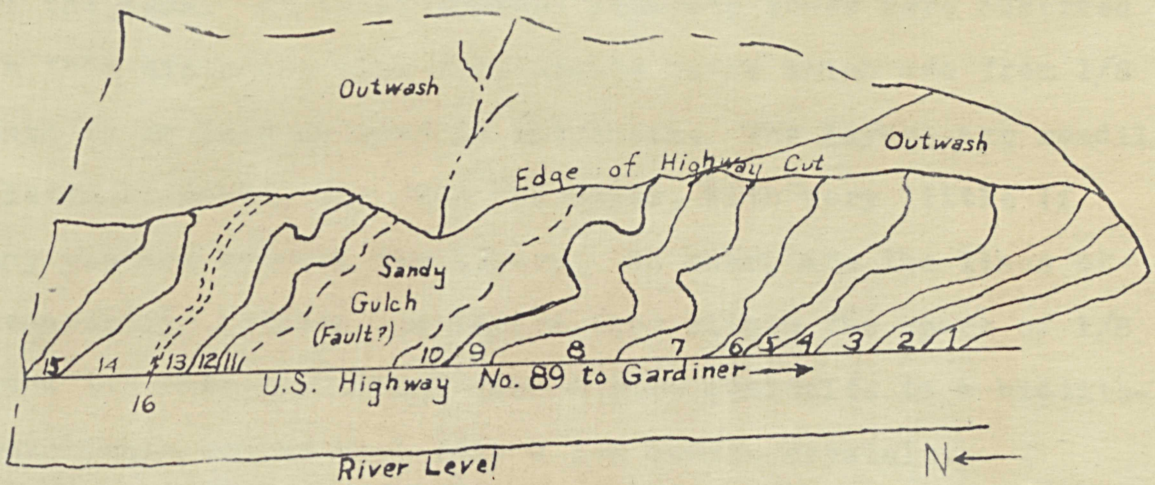 Outwash
Outwash
Edge of Highway Cut
Sandy
Gulch
(Fault?)
15 14 13 12 11 10 9 8 7 6 5 4 3 2 1
16
U.S. Highway No. 89 to Gardiner
River Level
N